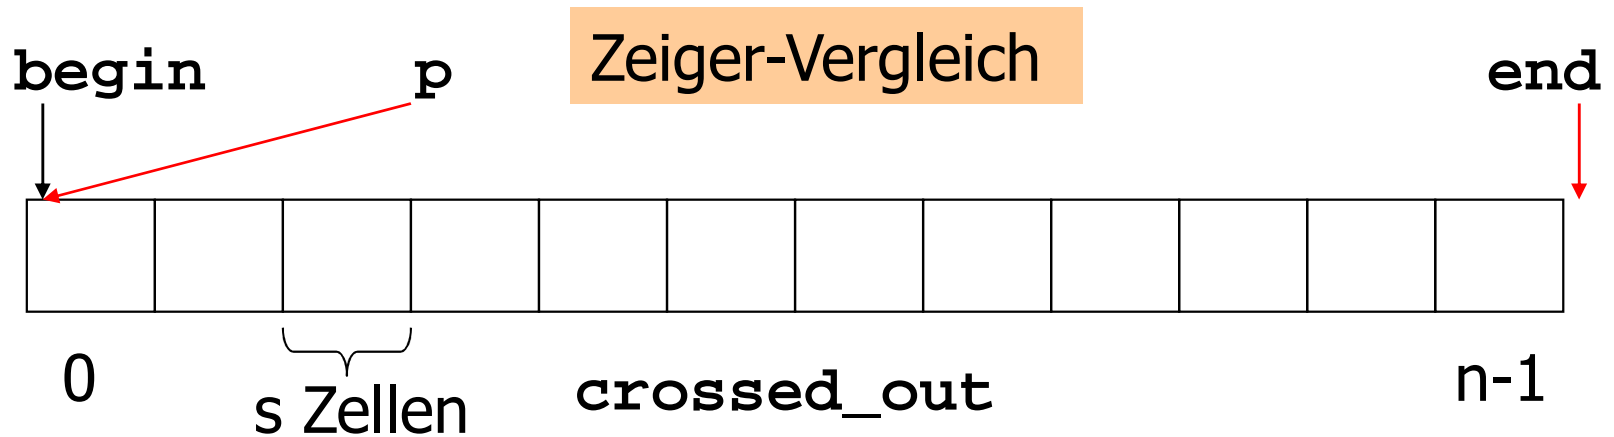 begin p Zeiger-Vergleich end
0 s Zellen crossed_out n-1